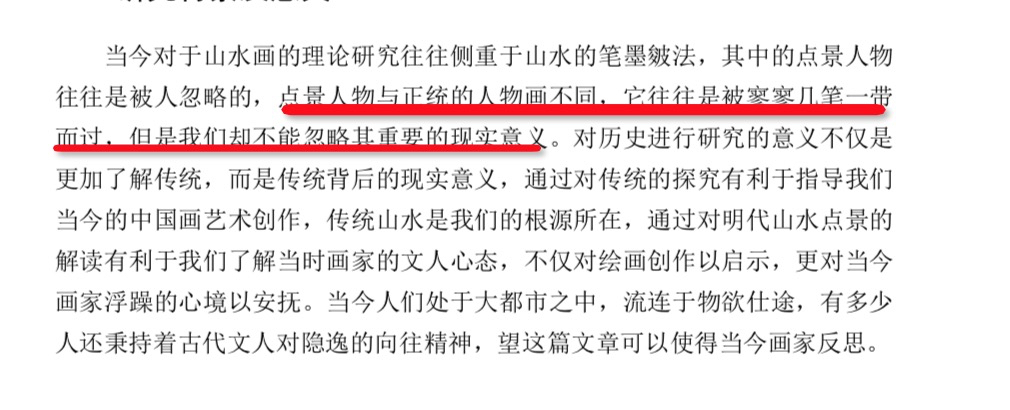 当今对于山水画的理论研究往往侧重于山水的笔墨皴法，其中的点景人物
往往是被人忽略的，点景人物与正统的人物画不同，它往往是被寥寥几笔一带
而过，但是我们却不能忽略其重要的现实意义。对历史进行研究的意义不仅是
更加了解传统，而是传统背后的现实意义，通过对传统的探究有利于指导我们
当今的中国画艺术创作，传统山水是我们的根源所在，通过对明代山水点景的
解读有利于我们了解当时画家的文人心态，不仅对绘画创作以启示，更对当今
画家浮躁的心境以安抚。当今人们处于大都市之中，流连于物欲仕途，有多少
人还秉持着古代文人对隐逸的向往精神，望这篇文章可以使得当今画家反思。